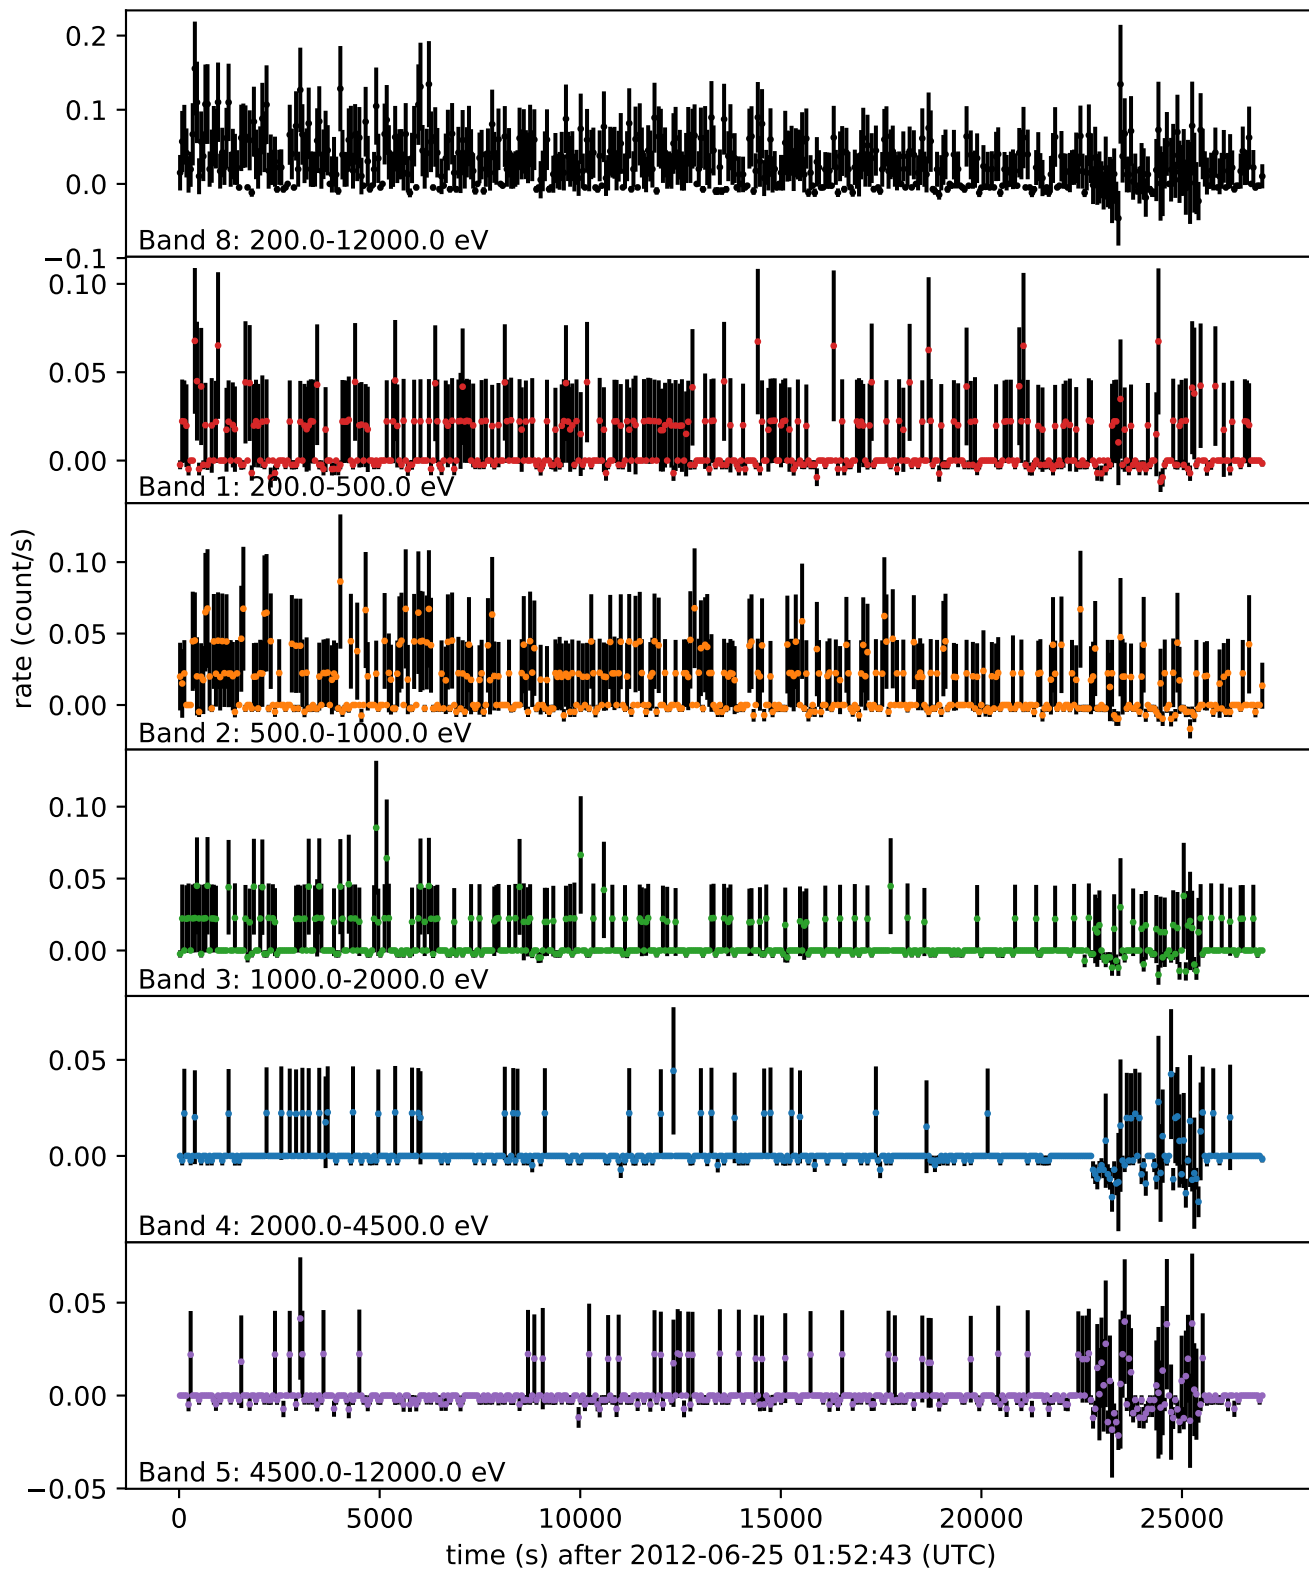 0.2
0.1
0.0
−0.1
Band 8: 200.0-12000.0 eV
0.10
0.05
0.00
Band 1: 200.0-500.0 eV
0.10
0.05
0.00
Band 2: 500.0-1000.0 eV
rate (count/s)
0.10
0.05
0.00
Band 3: 1000.0-2000.0 eV
0.05
0.00
Band 4: 2000.0-4500.0 eV
0.05
0.00
−0.05
Band 5: 4500.0-12000.0 eV
0 5000 10000 15000 20000 25000
time (s) after 2012-06-25 01:52:43 (UTC)